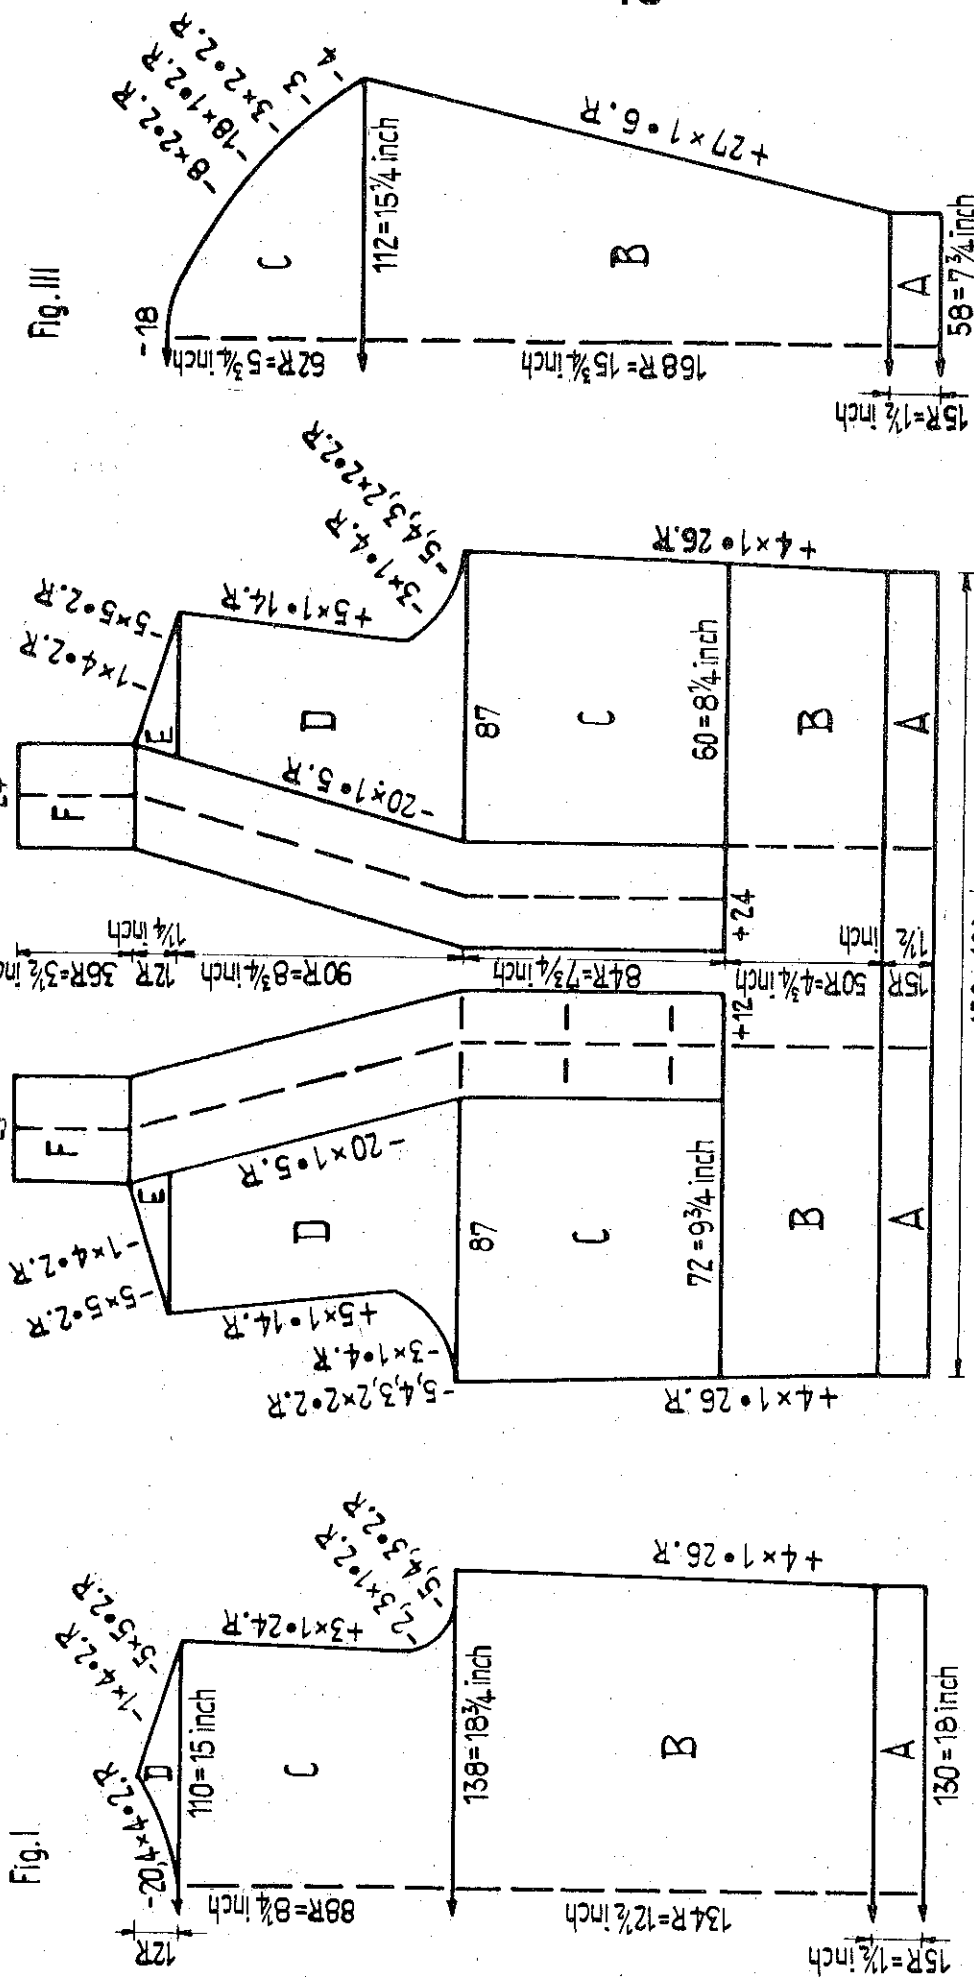 Fig. I
12R
-20,4×4•2.R
-1×4•2.R
-5×5•2.R
D
110=15 inch
88R=8¼ inch
C
+3×1•24.R
-2,3×1•2.R
-5,4,3•2.R
138=18¾ inch
134R=12½ inch
B
+4×1•26.R
15R=1½ inch
A
130=18 inch
F
F
36R=3½ inc
12R
1¼ inch
-5×5•2.R
-1×4•2.R
E
E
-1×4•2.R
-5×5•2.R
+5×1•14.R
D
-20×1•5.R
90R=8¾ inch
-20×1•5.R
D
+5×1•14.R
-3×1•4.R
-5,4,3,2×2•2.R
-3×1•4.R
-5,4,3,2×2•2.R
87
87
C
84R=7¾ inch
C
72=9¾ inch
+12
+24
60=8¼ inch
+4×1•26.R
B
50R=4¾ inch
B
+4×1•26.R
A
15R
1½
A
Fig. III
-18
-8×2•2.R
-18×1•2.R
-3×2•2.R
-3
-4
62R=5¾ inch
C
112=15¼ inch
168R=15¾ inch
B
+27×1•6.R
15R=1½ inch
A
58=7¾ inch